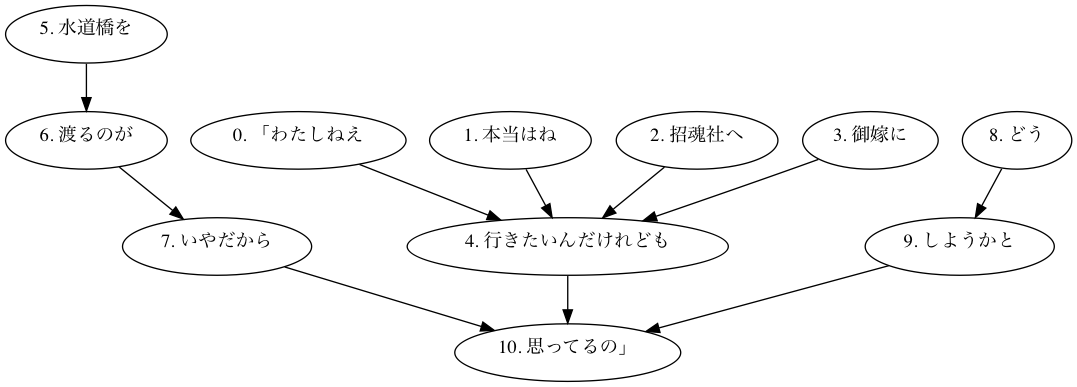 5. 水道橋を
6. 渡るのが
0. 「わたしねえ
1. 本当はね
2. 招魂社へ
3. 御嫁に
8. どう
7. いやだから
4. 行きたいんだけれども
9. しようかと
10. 思ってるの」